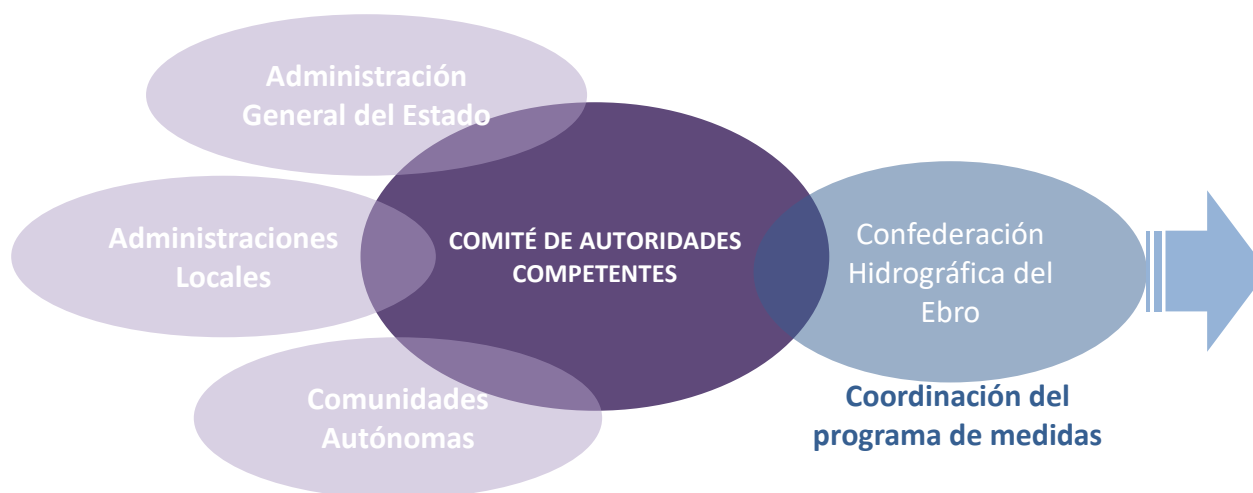 Administración
General del Estado
Administraciones
Locales
COMITÉ DE AUTORIDADES
COMPETENTES
Comunidades
Autónomas
Confederación
Hidrográfica del
Ebro
Coordinación del
programa de medidas